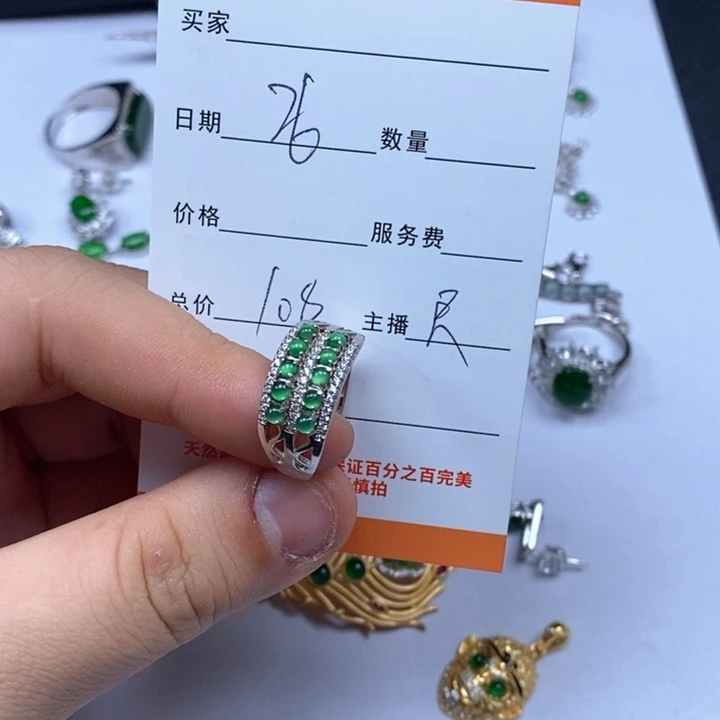 买家
日期 26 数量
价格 服务费
总价 108 主播 R
天然 证百分之百完美
慎拍